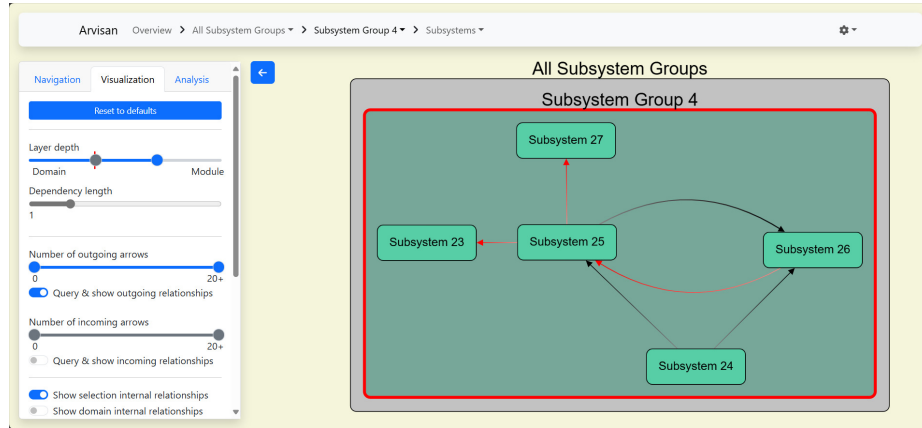 Arvisan Overview > All Subsystem Groups > Subsystem Group 4 > Subsystems
Navigation Visualization Analysis
Reset to defaults
Layer depth
Domain Module
Dependency length
1
Number of outgoing arrows
0 20+
Query & show outgoing relationships
Number of incoming arrows
0 20+
Query & show incoming relationships
Show selection internal relationships
Show domain internal relationships
All Subsystem Groups
Subsystem Group 4
Subsystem 27
Subsystem 23
Subsystem 25
Subsystem 26
Subsystem 24